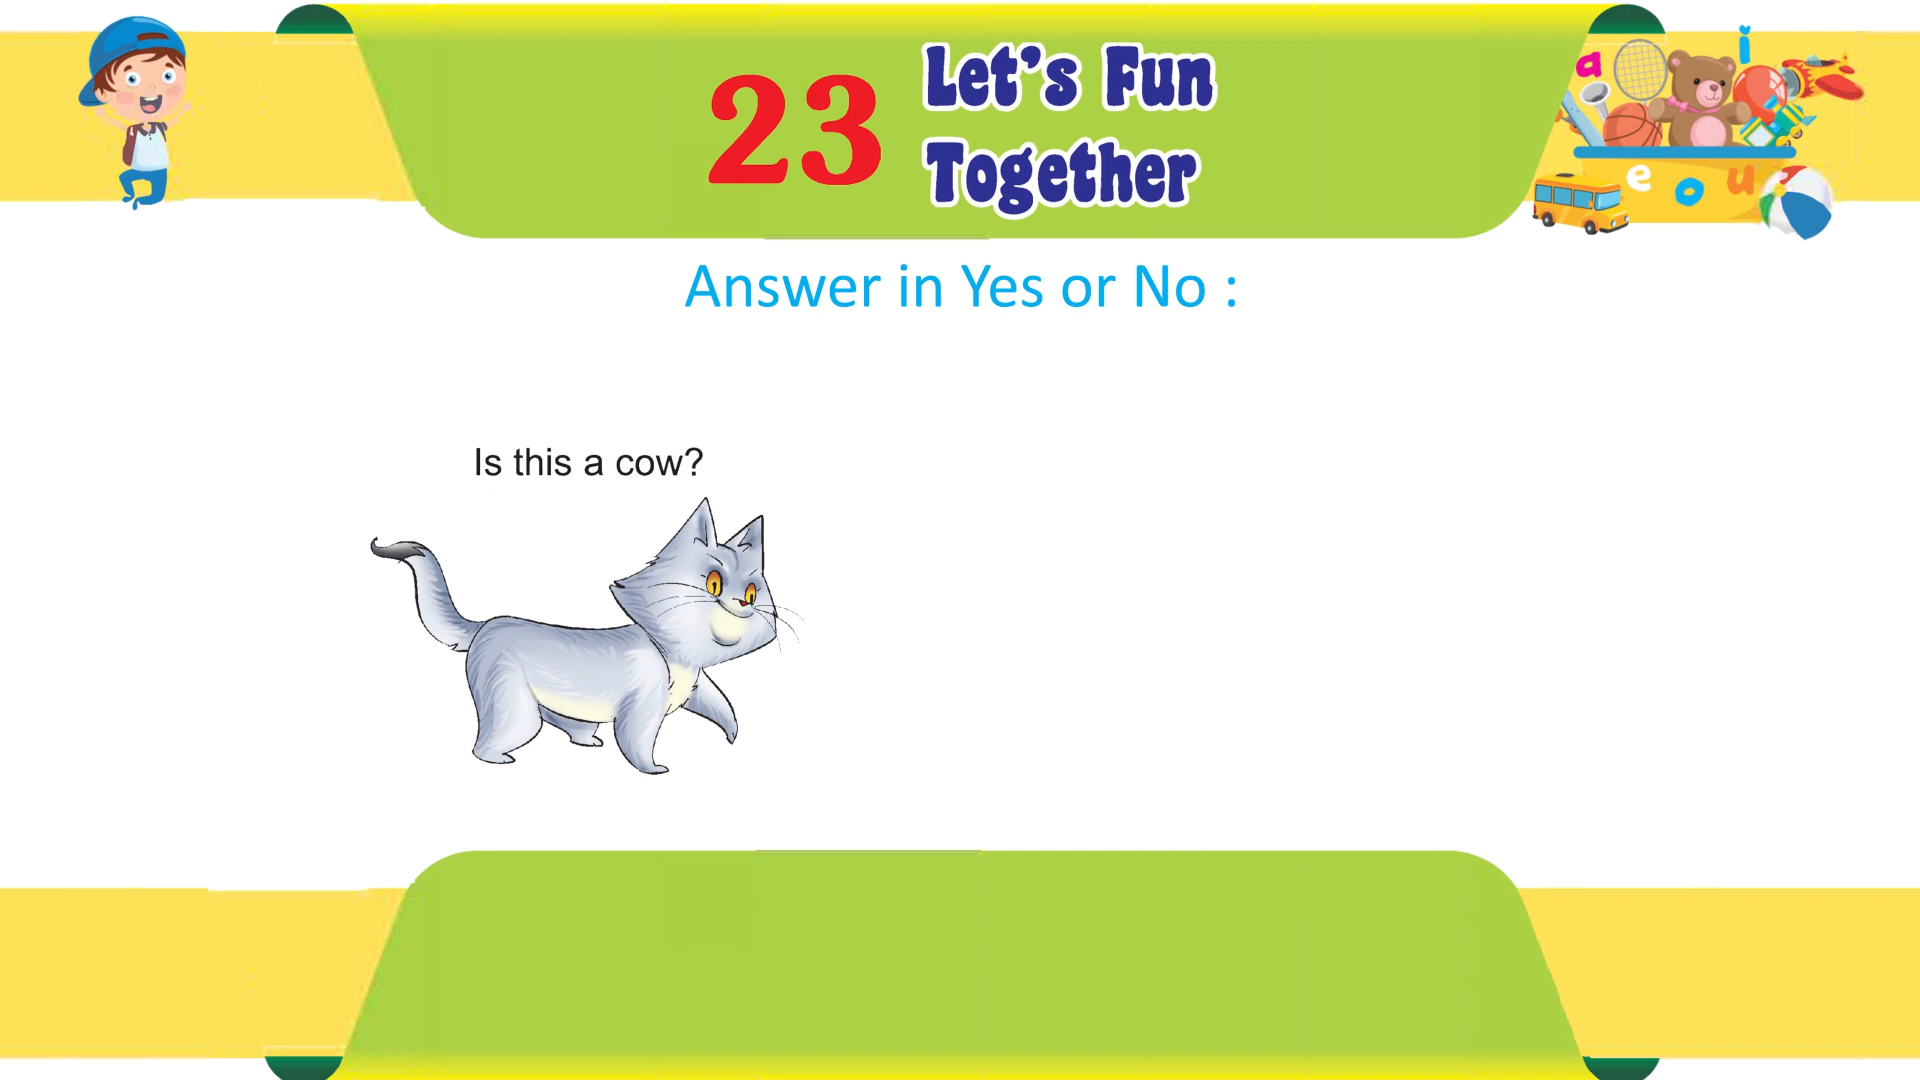 23
Let's Fun
Together
a
i
e
o
u
Answer in Yes or No :
Is this a cow?